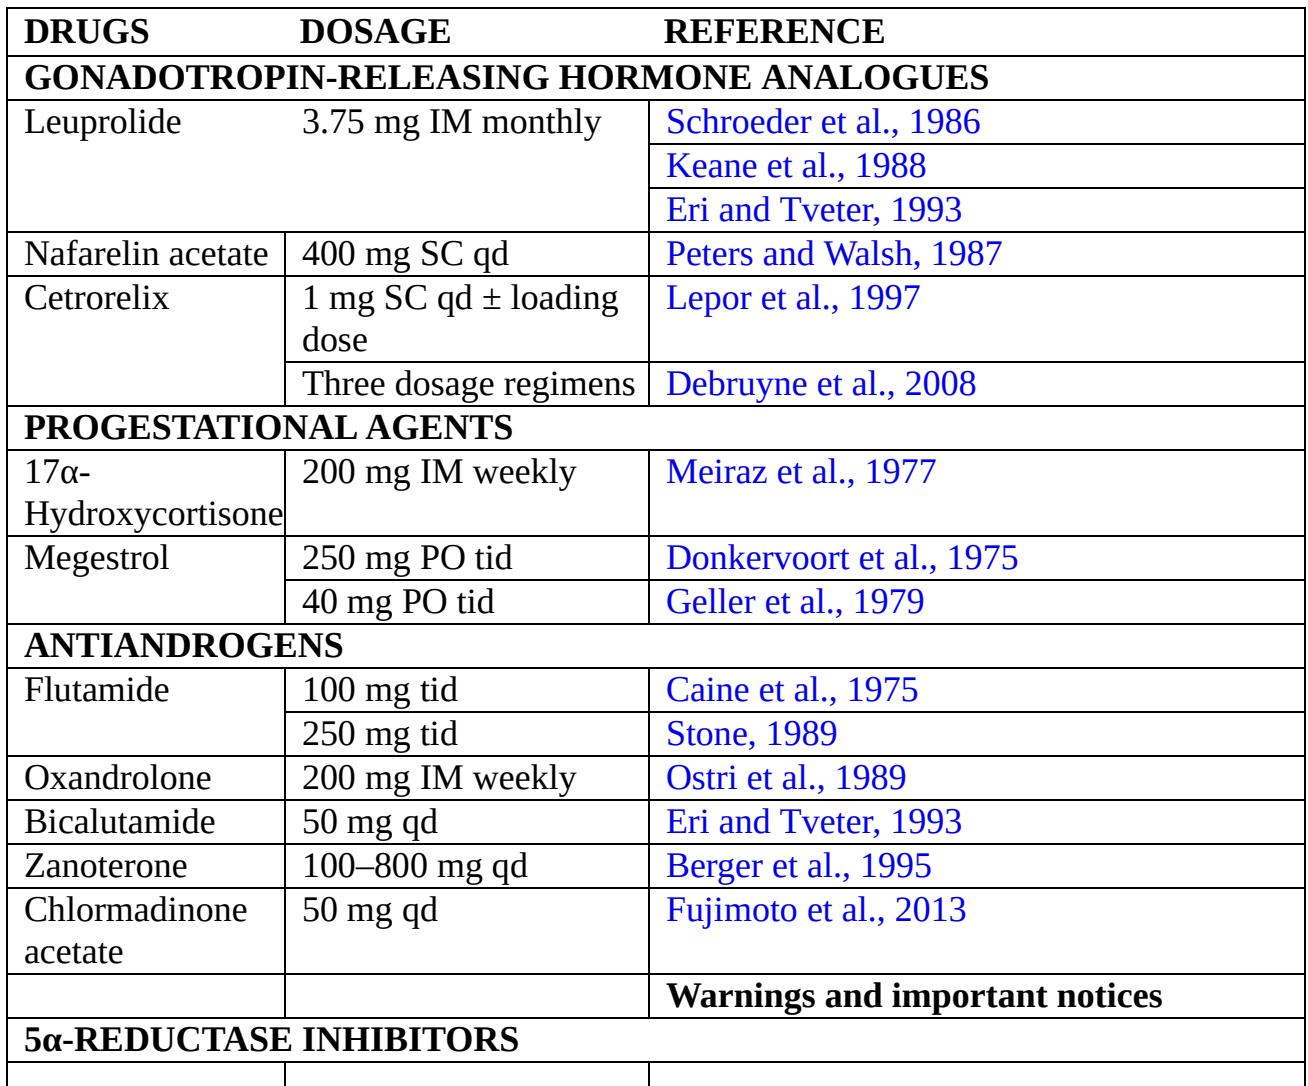 DRUGS DOSAGE REFERENCE
GONADOTROPIN-RELEASING HORMONE ANALOGUES
Leuprolide 3.75 mg IM monthly Schroeder et al., 1986
Keane et al., 1988
Eri and Tveter, 1993
Nafarelin acetate 400 mg SC qd Peters and Walsh, 1987
Cetrorelix 1 mg SC qd ± loading Lepor et al., 1997
dose
Three dosage regimens Debruyne et al., 2008
PROGESTATIONAL AGENTS
17α- 200 mg IM weekly Meiraz et al., 1977
Hydroxycortisone
Megestrol 250 mg PO tid Donkervoort et al., 1975
40 mg PO tid Geller et al., 1979
ANTIANDROGENS
Flutamide 100 mg tid Caine et al., 1975
250 mg tid Stone, 1989
Oxandrolone 200 mg IM weekly Ostri et al., 1989
Bicalutamide 50 mg qd Eri and Tveter, 1993
Zanoterone 100–800 mg qd Berger et al., 1995
Chlormadinone 50 mg qd Fujimoto et al., 2013
acetate
Warnings and important notices
5α-REDUCTASE INHIBITORS